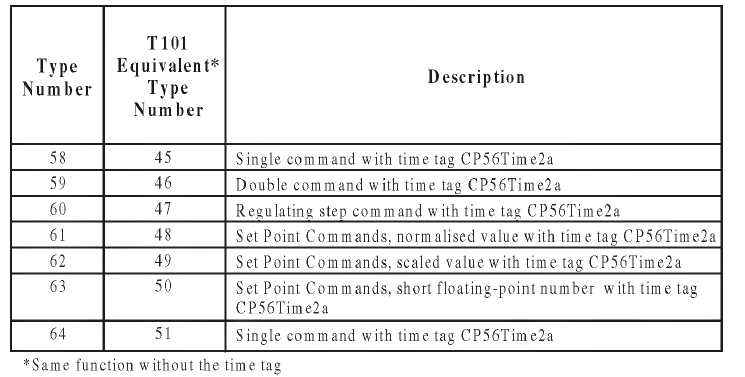 Type Number | T101 Equivalent* Type Number | Description
58 | 45 | Single command with time tag CP56Time2a
59 | 46 | Double command with time tag CP56Time2a
60 | 47 | Regulating step command with time tag CP56Time2a
61 | 48 | Set Point Commands, normalised value with time tag CP56Time2a
62 | 49 | Set Point Commands, scaled value with time tag CP56Time2a
63 | 50 | Set Point Commands, short floating-point number with time tag
CP56Time2a
64 | 51 | Single command with time tag CP56Time2a
*Same function without the time tag